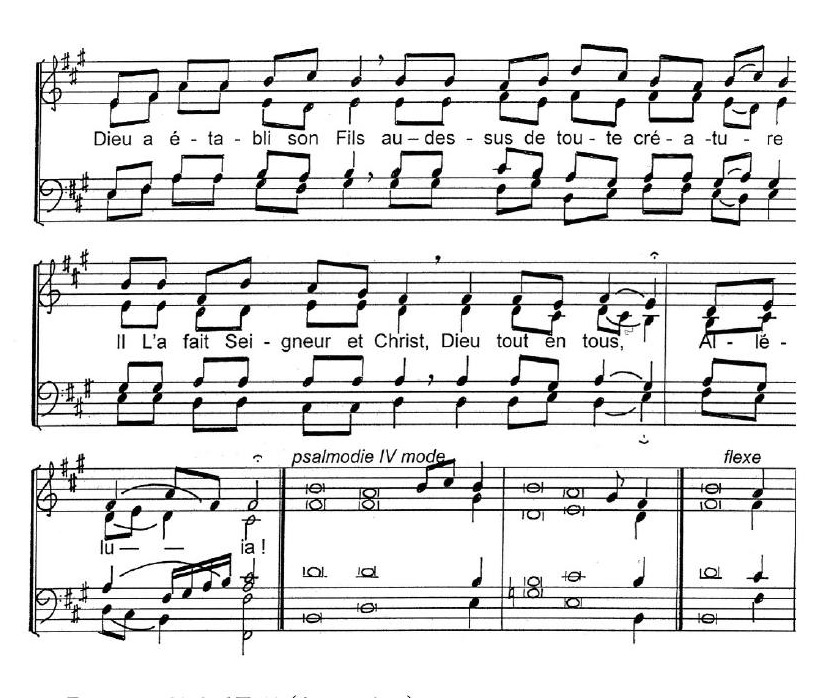 Dieu a é - ta - bli son Fils au – des - sus de tou - te cré - a - tu - re
Il L'a fait Sei - gneur et Christ, Dieu tout en tous, Al - lé -
psalmodie IV mode flexe
lu — — ia !